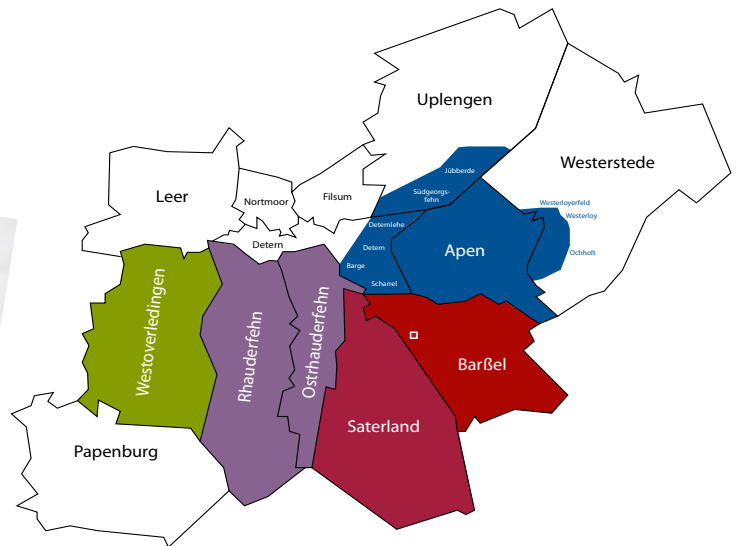 Uplengen
Westerstede
Jübberde
Leer
Nortmoor
Filsum
Südgeorgs-
fehn
Westerloyerfeld
Westerloy
Deternlehe
Detern
Detern
Apen
Ochholt
Barge
Scharrel
Westoverledingen
Rhauderfehn
Ostrhauderfehn
Barßel
Saterland
Papenburg